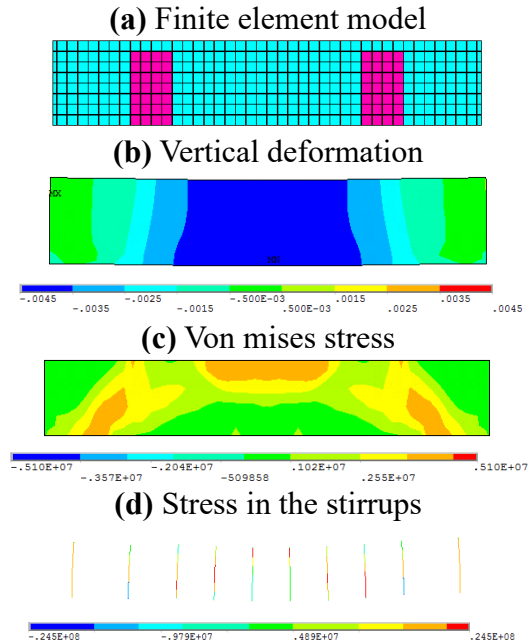 (a) Finite element model
(b) Vertical deformation
MX
MX
-.0045 -.0025 -.500E-03 .0015 .0035
-.0035 -.0015 .500E-03 .0025 .0045
(c) Von mises stress
-.510E+07 -.204E+07 .102E+07 .510E+07
-.357E+07 -509858 .255E+07
(d) Stress in the stirrups
-.245E+08 -.979E+07 .489E+07 .245E+08